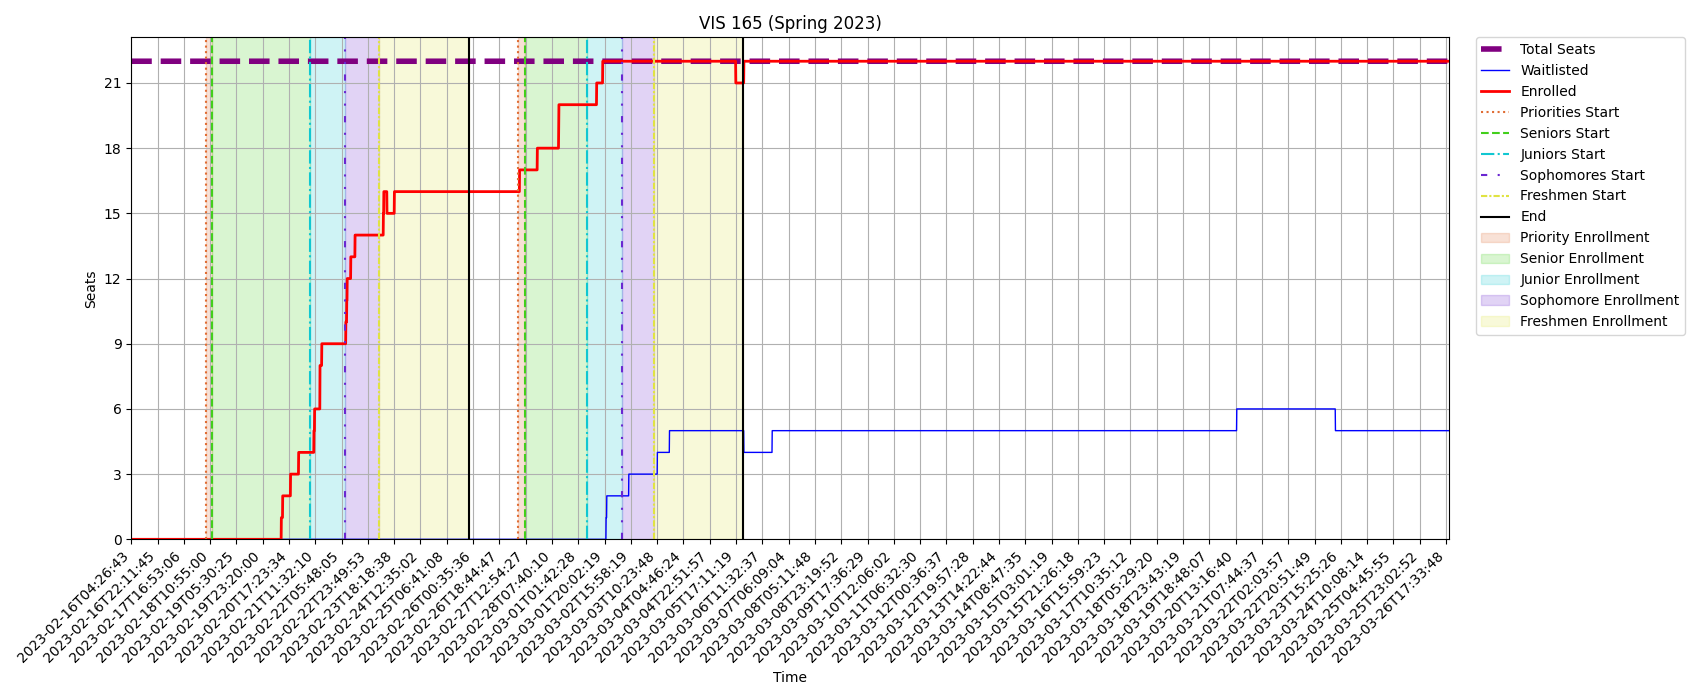 VIS 165 (Spring 2023)
Seats
21
18
15
12
9
6
3
0
2023-02-16T04:26:43
2023-02-16T22:11:45
2023-02-17T16:53:06
2023-02-18T10:55:00
2023-02-19T05:30:25
2023-02-19T23:20:00
2023-02-20T17:23:34
2023-02-21T11:32:10
2023-02-22T05:48:05
2023-02-22T23:49:53
2023-02-23T18:18:38
2023-02-24T12:35:02
2023-02-25T06:41:08
2023-02-26T00:35:36
2023-02-26T18:44:47
2023-02-27T12:54:27
2023-02-28T07:40:10
2023-03-01T01:42:28
2023-03-01T20:02:19
2023-03-02T15:58:19
2023-03-03T10:23:48
2023-03-04T04:46:24
2023-03-04T22:51:57
2023-03-05T17:11:19
2023-03-06T11:32:37
2023-03-07T06:09:04
2023-03-08T05:11:48
2023-03-08T23:19:52
2023-03-09T17:36:29
2023-03-10T12:06:02
2023-03-11T06:32:30
2023-03-12T00:36:37
2023-03-12T19:57:28
2023-03-13T14:22:44
2023-03-14T08:47:35
2023-03-15T03:01:19
2023-03-15T21:26:18
2023-03-16T15:59:23
2023-03-17T10:35:12
2023-03-18T05:29:20
2023-03-18T23:43:19
2023-03-19T18:48:07
2023-03-20T13:16:40
2023-03-21T07:44:37
2023-03-22T02:03:57
2023-03-22T20:51:49
2023-03-23T15:25:26
2023-03-24T10:08:14
2023-03-25T04:45:55
2023-03-25T23:02:52
2023-03-26T17:33:48
Time
Total Seats
Waitlisted
Enrolled
Priorities Start
Seniors Start
Juniors Start
Sophomores Start
Freshmen Start
End
Priority Enrollment
Senior Enrollment
Junior Enrollment
Sophomore Enrollment
Freshmen Enrollment